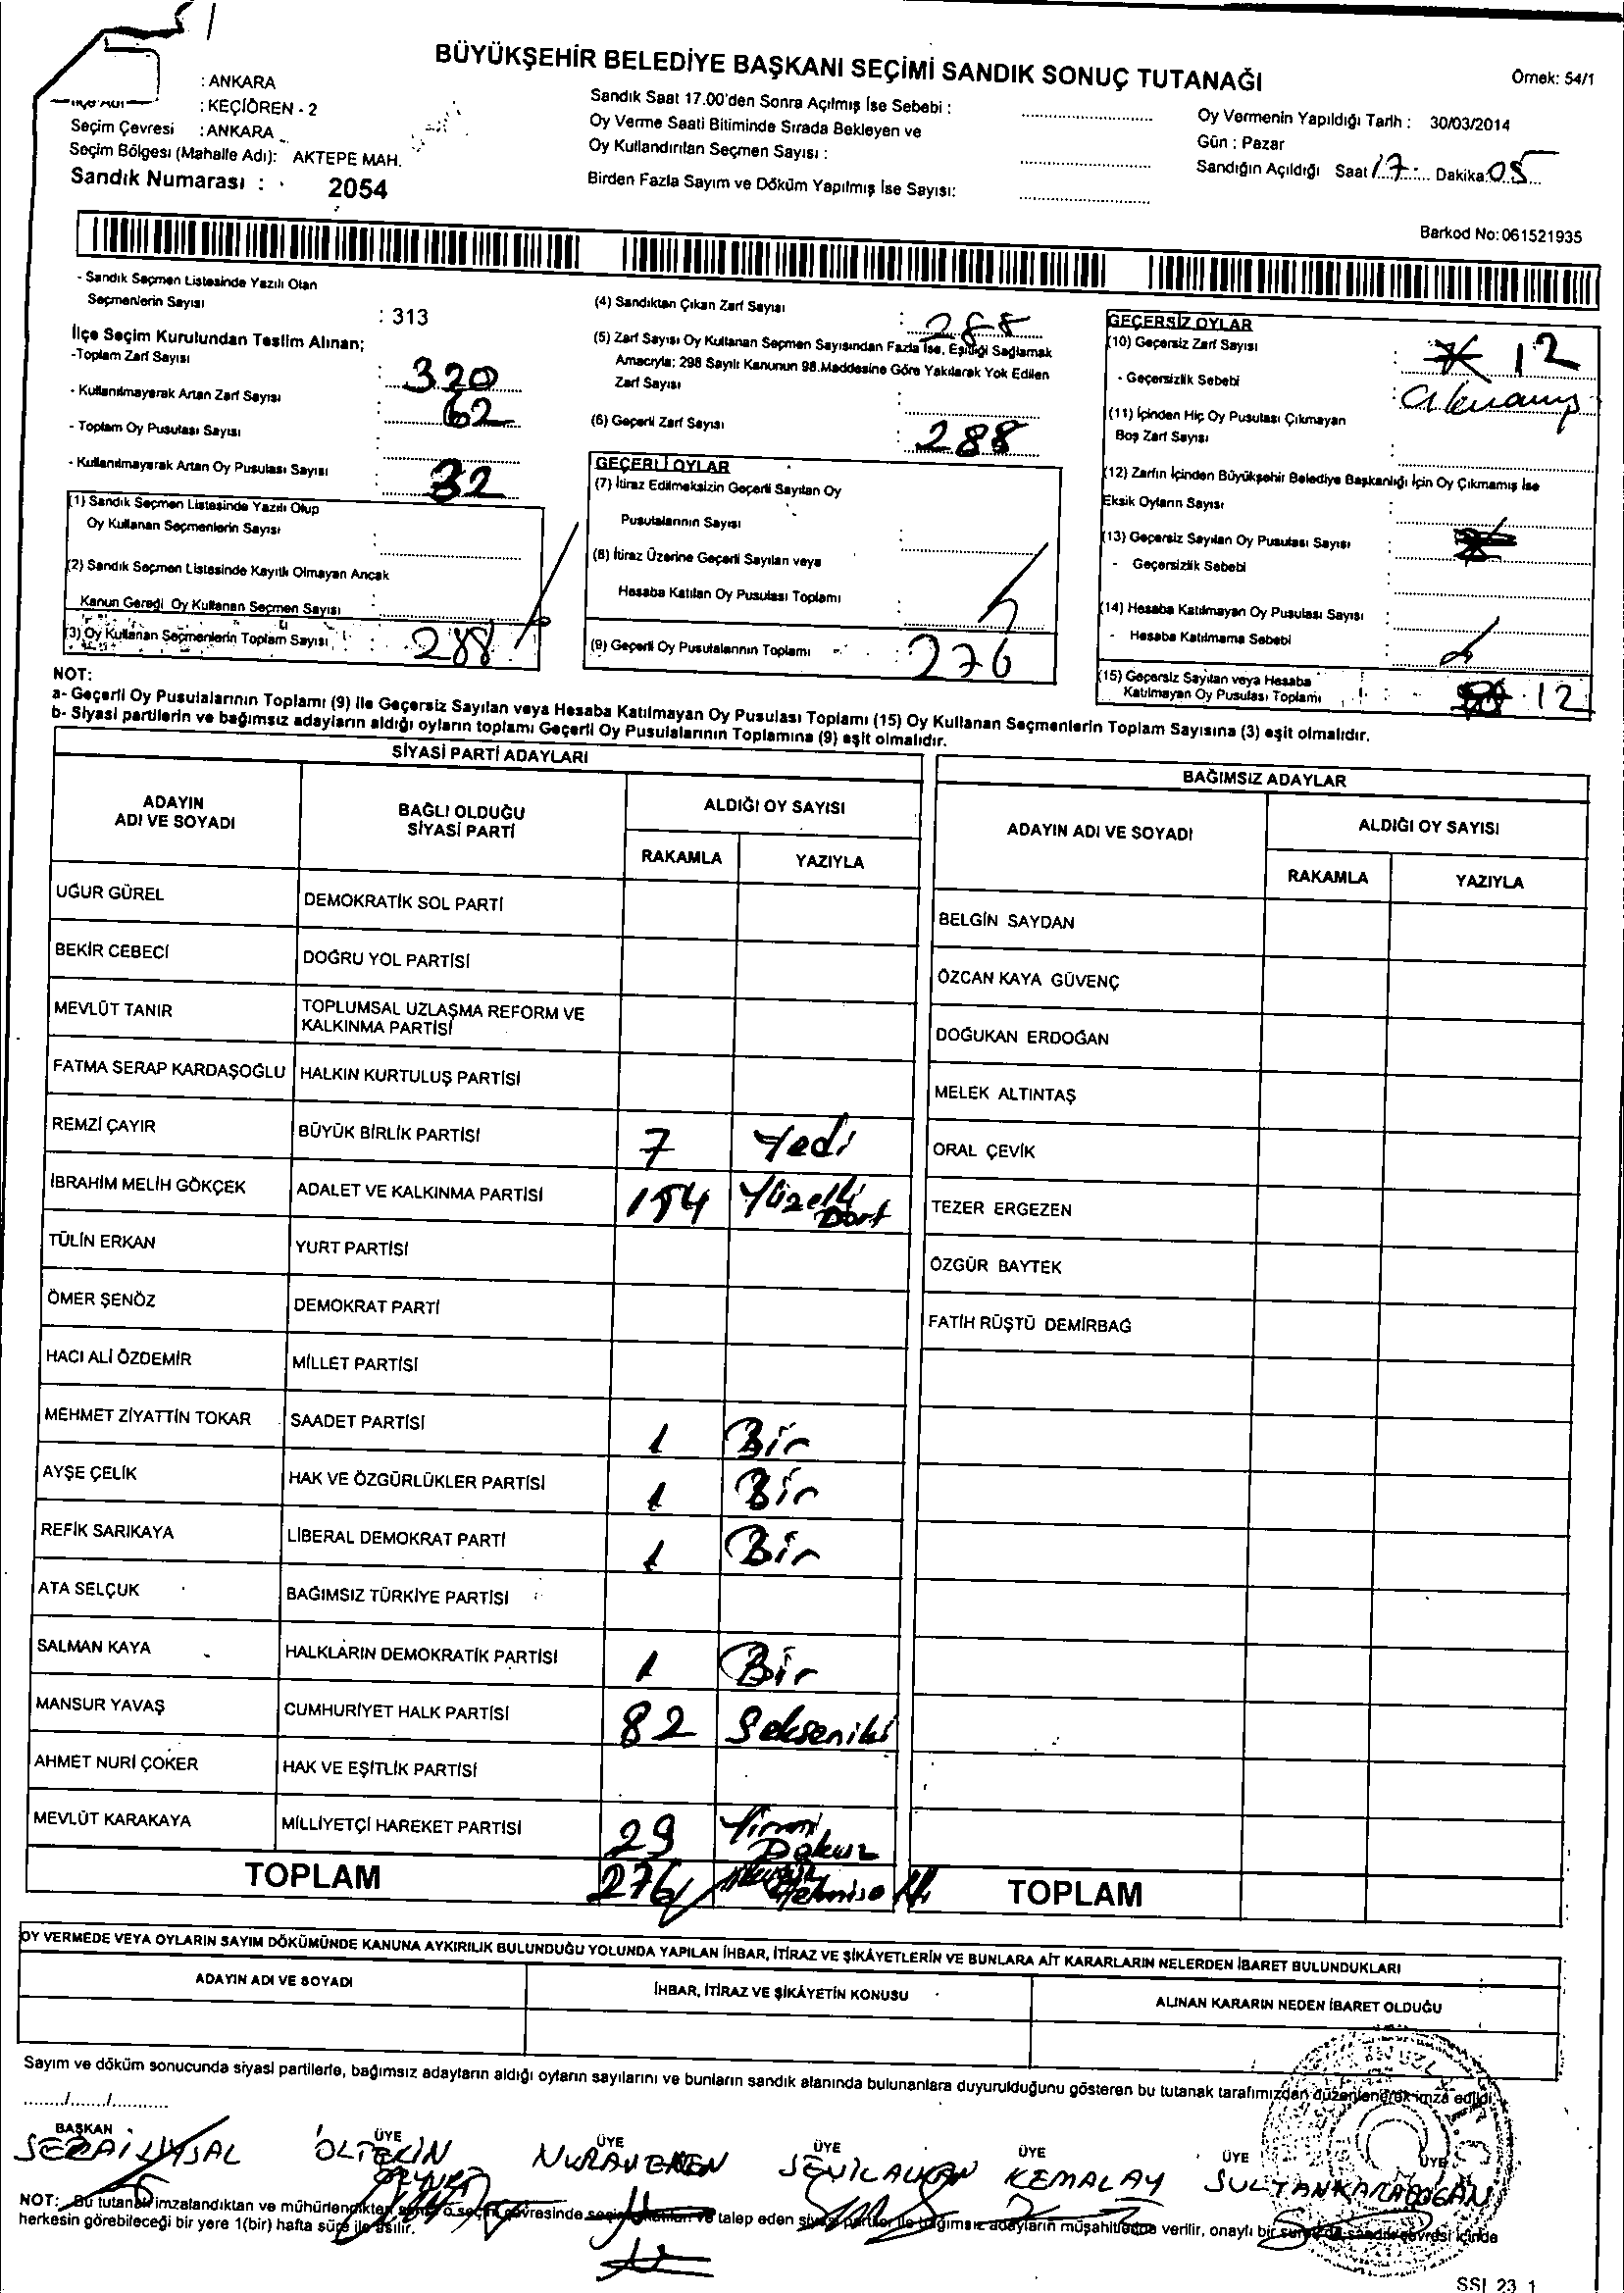 BÜYÜKŞEHİR BELEDİYE BAŞKANI SEÇİMİ SANDIK SONUÇ TUTANAĞI
Örnek: 54/1
: ANKARA
İlçe Adı : KEÇİÖREN - 2
Seçim Çevresi : ANKARA
Seçim Bölgesi (Mahalle Adı): AKTEPE MAH.
Sandık Numarası : 2054
Sandık Saat 17.00'den Sonra Açılmış İse Sebebi : ....................
Oy Verme Saati Bitiminde Sırada Bekleyen ve
Oy Kullandırılan Seçmen Sayısı : ....................
Birden Fazla Sayım ve Döküm Yapılmış İse Sayısı: ....................
Oy Vermenin Yapıldığı Tarih : 30/03/2014
Gün : Pazar
Sandığın Açıldığı Saat 17 Dakika: 05
Barkod No:061521935
- Sandık Seçmen Listesinde Yazılı Olan
Seçmenlerin Sayısı : 313
İlçe Seçim Kurulundan Teslim Alınan;
-Toplam Zarf Sayısı : 320
- Kullanılmayarak Artan Zarf Sayısı : 62
- Toplam Oy Pusulası Sayısı :
- Kullanılmayarak Artan Oy Pusulası Sayısı : 32
(1) Sandık Seçmen Listesinde Yazılı Olup
Oy Kullanan Seçmenlerin Sayısı :
(2) Sandık Seçmen Listesinde Kayıtlı Olmayan Ancak
Kanun Gereği Oy Kullanan Seçmen Sayısı :
(3) Oy Kullanan Seçmenlerin Toplam Sayısı : 288
(4) Sandıktan Çıkan Zarf Sayısı : 288
(5) Zarf Sayısı Oy Kullanan Seçmen Sayısından Fazla İse, Eşitliği Sağlamak
Amacıyla; 298 Sayılı Kanunun 98.Maddesine Göre Yakılarak Yok Edilen
Zarf Sayısı :
(6) Geçerli Zarf Sayısı : 288
GEÇERLİ OYLAR
(7) İtiraz Edilmeksizin Geçerli Sayılan Oy
Pusulalarının Sayısı :
(8) İtiraz Üzerine Geçerli Sayılan veya
Hesaba Katılan Oy Pusulası Toplamı :
(9) Geçerli Oy Pusulalarının Toplamı : 276
GEÇERSİZ OYLAR
(10) Geçersiz Zarf Sayısı : 12
- Geçersizlik Sebebi :
(11) İçinden Hiç Oy Pusulası Çıkmayan
Boş Zarf Sayısı :
(12) Zarfın İçinden Büyükşehir Belediye Başkanlığı İçin Oy Çıkmamış İse
Eksik Oyların Sayısı :
(13) Geçersiz Sayılan Oy Pusulası Sayısı :
- Geçersizlik Sebebi :
(14) Hesaba Katılmayan Oy Pusulası Sayısı :
- Hesaba Katılmama Sebebi :
(15) Geçersiz Sayılan veya Hesaba
Katılmayan Oy Pusulası Toplamı : 12
NOT:
a- Geçerli Oy Pusulalarının Toplamı (9) ile Geçersiz Sayılan veya Hesaba Katılmayan Oy Pusulası Toplamı (15) Oy Kullanan Seçmenlerin Toplam Sayısına (3) eşit olmalıdır.
b- Siyasi partilerin ve bağımsız adayların aldığı oyların toplamı Geçerli Oy Pusulalarının Toplamına (9) eşit olmalıdır.
SİYASİ PARTİ ADAYLARI
ADAYIN ADI VE SOYADI
BAĞLI OLDUĞU SİYASİ PARTİ
ALDIĞI OY SAYISI
RAKAMLA YAZIYLA
UĞUR GÜREL DEMOKRATİK SOL PARTİ
BEKİR CEBECİ DOĞRU YOL PARTİSİ
MEVLÜT TANIR TOPLUMSAL UZLAŞMA REFORM VE
KALKINMA PARTİSİ
FATMA SERAP KARDAŞOĞLU HALKIN KURTULUŞ PARTİSİ
REMZİ ÇAYIR BÜYÜK BİRLİK PARTİSİ 7 Yedi
İBRAHİM MELİH GÖKÇEK ADALET VE KALKINMA PARTİSİ 154 Yüzelli Dört
TÜLİN ERKAN YURT PARTİSİ
ÖMER ŞENÖZ DEMOKRAT PARTİ
HACI ALİ ÖZDEMİR MİLLET PARTİSİ
MEHMET ZİYATTİN TOKAR SAADET PARTİSİ 1 Bir
AYŞE ÇELİK HAK VE ÖZGÜRLÜKLER PARTİSİ 1 Bir
REFİK SARIKAYA LİBERAL DEMOKRAT PARTİ 1 Bir
ATA SELÇUK BAĞIMSIZ TÜRKİYE PARTİSİ
SALMAN KAYA HALKLARIN DEMOKRATİK PARTİSİ 1 Bir
MANSUR YAVAŞ CUMHURİYET HALK PARTİSİ 82 Sekseniki
AHMET NURİ ÇOKER HAK VE EŞİTLİK PARTİSİ
MEVLÜT KARAKAYA MİLLİYETÇİ HAREKET PARTİSİ 29 Yirmi Dokuz
TOPLAM 276
BAĞIMSIZ ADAYLAR
ADAYIN ADI VE SOYADI
ALDIĞI OY SAYISI
RAKAMLA YAZIYLA
BELGİN SAYDAN
ÖZCAN KAYA GÜVENÇ
DOĞUKAN ERDOĞAN
MELEK ALTINTAŞ
ORAL ÇEVİK
TEZER ERGEZEN
ÖZGÜR BAYTEK
FATİH RÜŞTÜ DEMİRBAĞ
TOPLAM
OY VERMEDE VEYA OYLARIN SAYIM DÖKÜMÜNDE KANUNA AYKIRILIK BULUNDUĞU YOLUNDA YAPILAN İHBAR, İTİRAZ VE ŞİKÂYETLERİN VE BUNLARA AİT KARARLARIN NELERDEN İBARET BULUNDUKLARI
ADAYIN ADI VE SOYADI
İHBAR, İTİRAZ VE ŞİKÂYETİN KONUSU
ALINAN KARARIN NEDEN İBARET OLDUĞU
Sayım ve döküm sonucunda siyasi partilerle, bağımsız adayların aldığı oyların sayılarını ve bunların sandık alanında bulunanlara duyurulduğunu gösteren bu tutanak tarafımızdan düzenlenerek imza edildi.
......../......./............
BAŞKAN ÜYE ÜYE ÜYE ÜYE ÜYE ÜYE
KEMAL AY SULTAN KARADOĞAN
NOT: Bu tutanak imzalandıktan ve mühürlendikten talep eden bağımsız adayların müşahitlerine verilir, onaylı bir çevresi içinde
herkesin görebileceği bir yere 1(bir) hafta süre ile asılır.
SSI 23 1